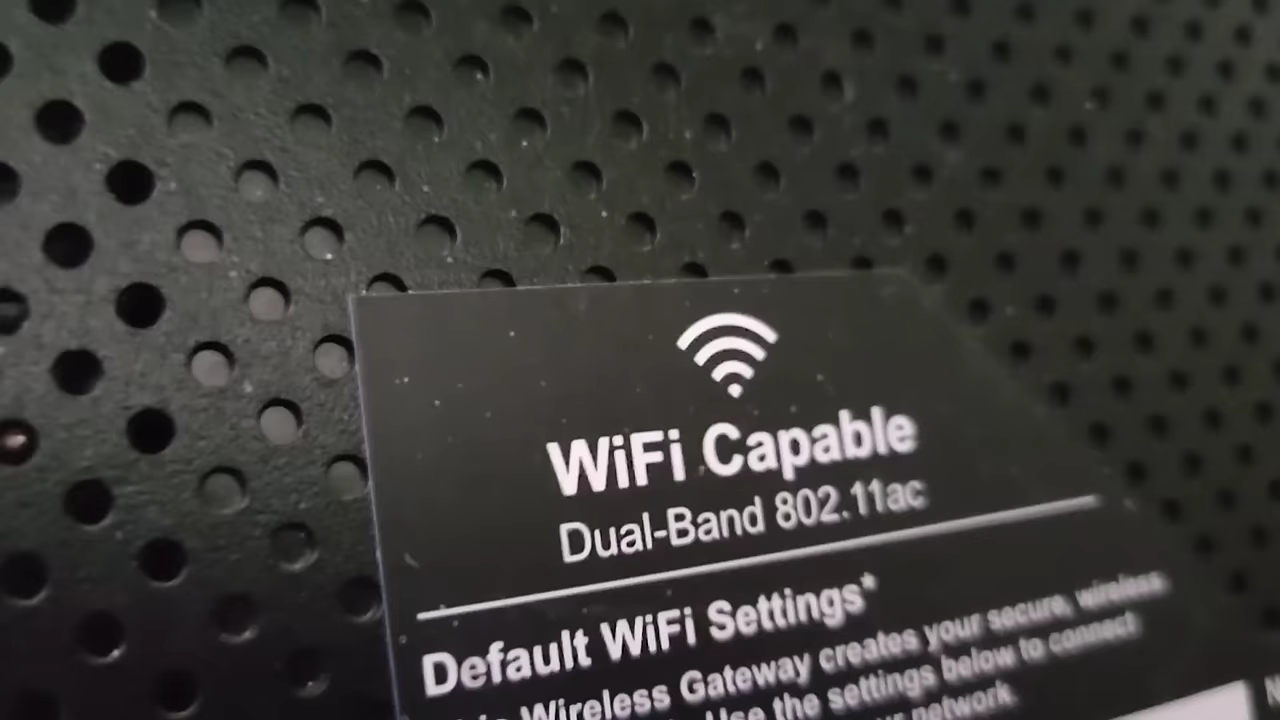 WiFi Capable
Dual-Band 802.11ac
Default WiFi Settings*
Wireless Gateway creates your secure, wireless
Use the settings below to connect
network.